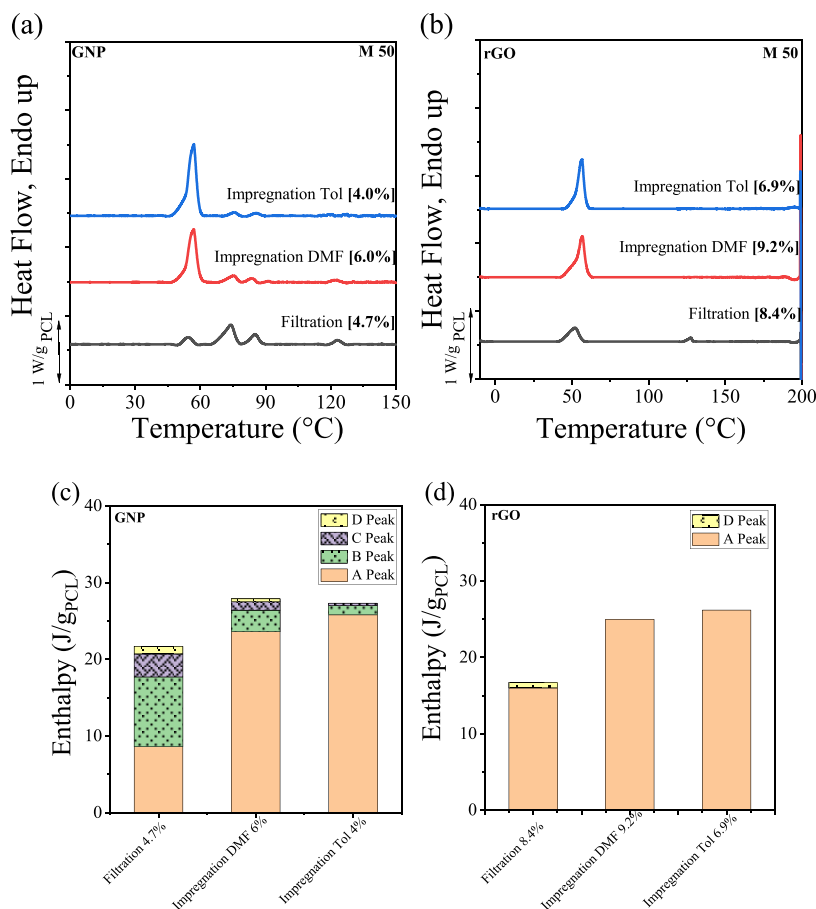 (a)
GNP
M 50
Heat Flow, Endo up
1 W/gPCL
Impregnation Tol [4.0%]
Impregnation DMF [6.0%]
Filtration [4.7%]
0
30
60
90
120
150
Temperature (°C)
(b)
rGO
M 50
Heat Flow, Endo up
1 W/gPCL
Impregnation Tol [6.9%]
Impregnation DMF [9.2%]
Filtration [8.4%]
0
50
100
150
200
Temperature (°C)
(c)
GNP
D Peak
C Peak
B Peak
A Peak
Enthalpy (J/gPCL)
40
30
20
10
0
Filtration 4.7%
Impregnation DMF 6%
Impregnation Tol 4%
(d)
rGO
D Peak
A Peak
Enthalpy (J/gPCL)
40
30
20
10
0
Filtration 8.4%
Impregnation DMF 9.2%
Impregnation Tol 6.9%